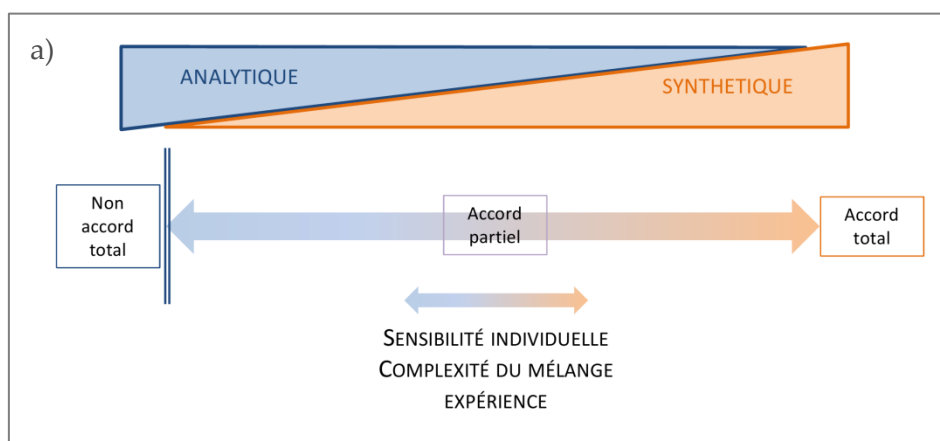 a)
ANALYTIQUE
SYNTHETIQUE
Non
accord
total
Accord
partiel
Accord
total
SENSIBILITÉ INDIVIDUELLE
COMPLEXITÉ DU MÉLANGE
EXPÉRIENCE